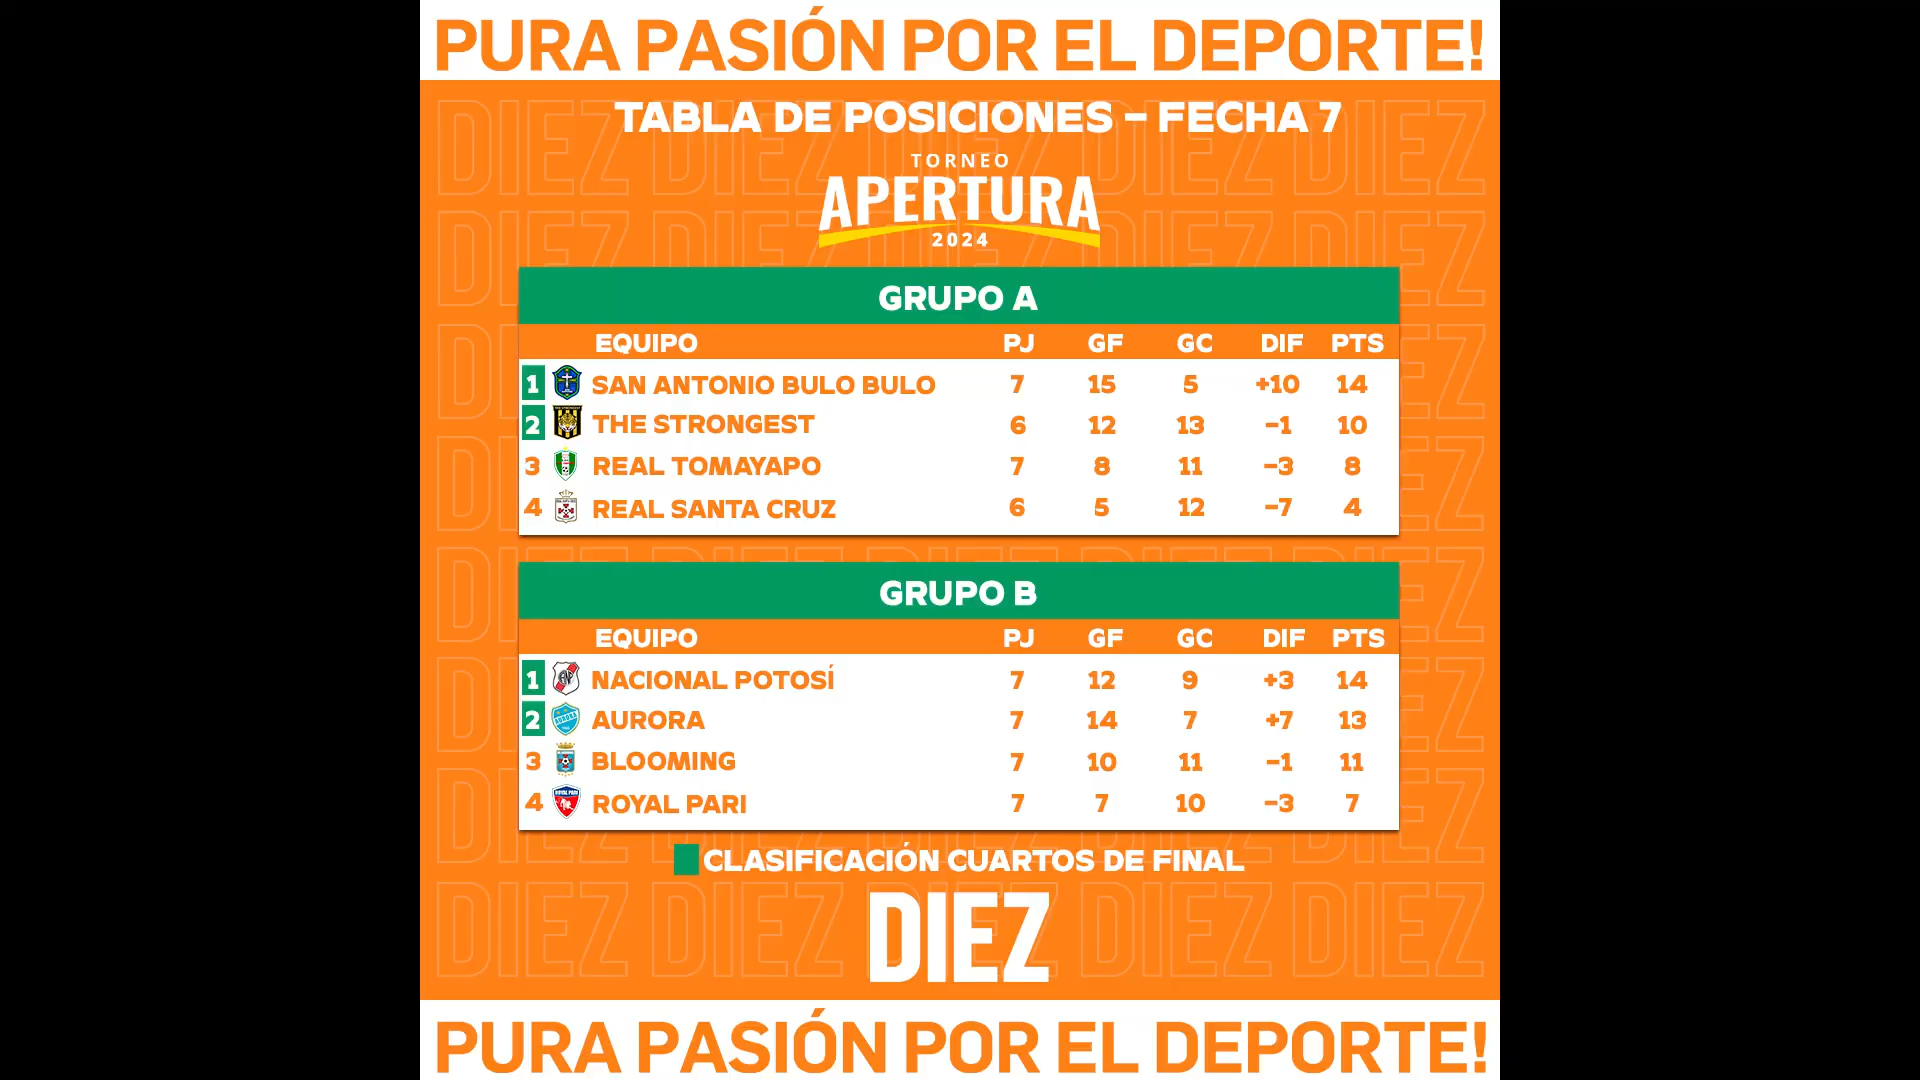 PURA PASIÓN POR EL DEPORTE!
TABLA DE POSICIONES – FECHA 7
TORNEO
APERTURA
2024
GRUPO A
EQUIPO PJ GF GC DIF PTS
1 SAN ANTONIO BULO BULO 7 15 5 +10 14
2 THE STRONGEST 6 12 13 –1 10
3 REAL TOMAYAPO 7 8 11 –3 8
4 REAL SANTA CRUZ 6 5 12 –7 4
GRUPO B
EQUIPO PJ GF GC DIF PTS
1 NACIONAL POTOSÍ 7 12 9 +3 14
2 AURORA 7 14 7 +7 13
3 BLOOMING 7 10 11 –1 11
4 ROYAL PARI 7 7 10 –3 7
CLASIFICACIÓN CUARTOS DE FINAL
DIEZ
PURA PASIÓN POR EL DEPORTE!